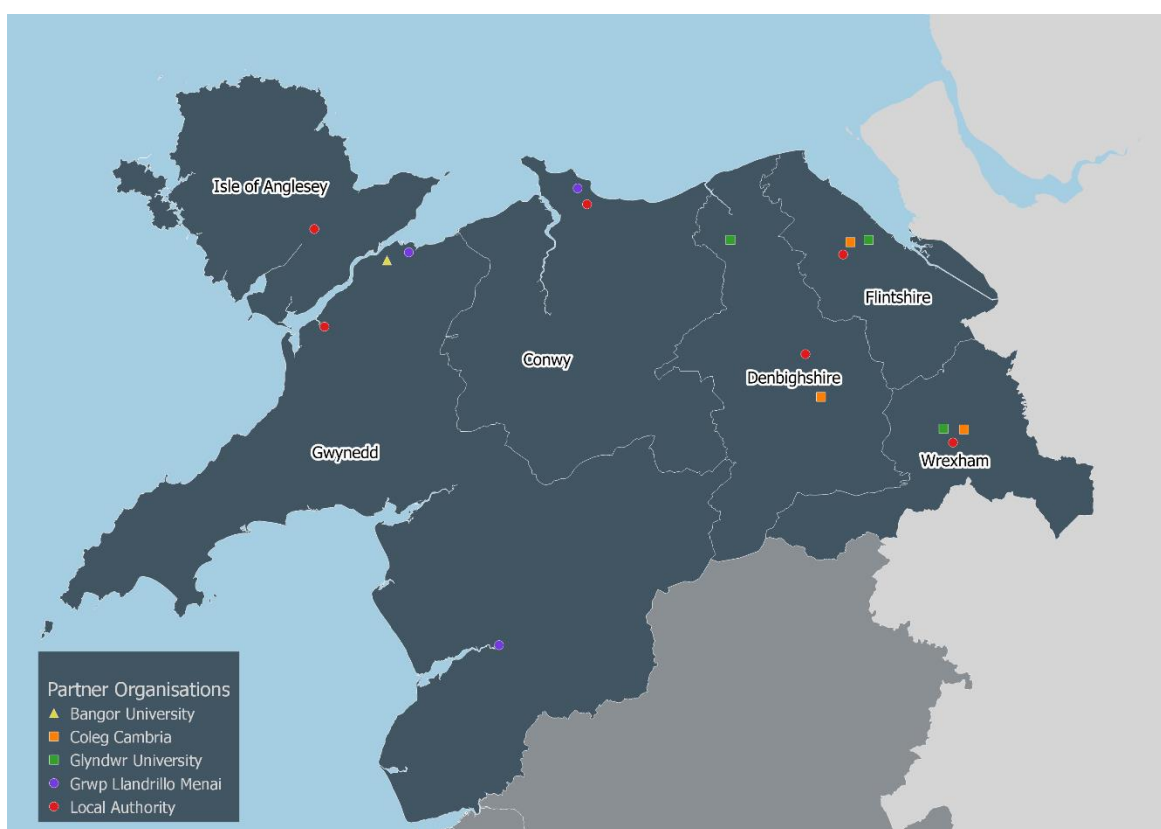 Isle of Anglesey
Flintshire
Conwy
Denbighshire
Gwynedd
Wrexham
Partner Organisations
Bangor University
Coleg Cambria
Glyndwr University
Grwp Llandrillo Menai
Local Authority